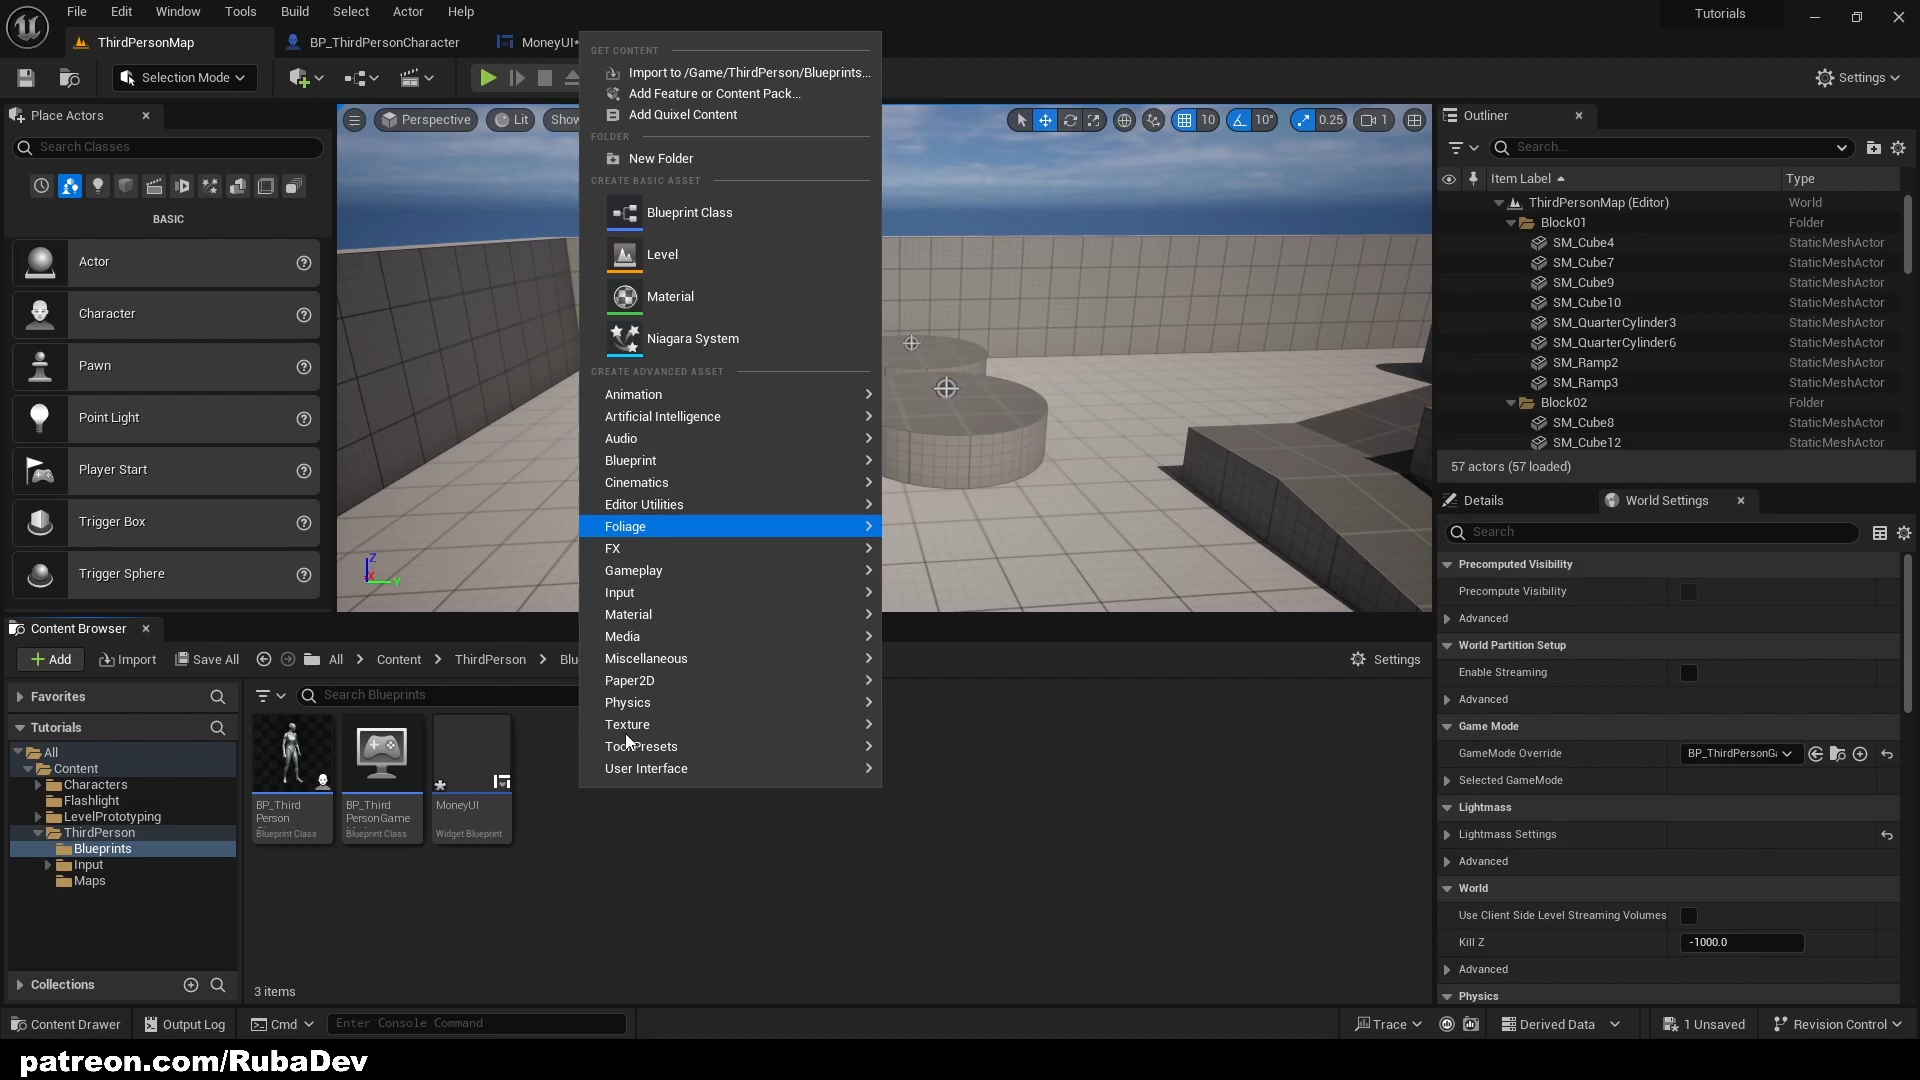 File Edit Window Tools Build Select Actor Help
Tutorials
ThirdPersonMap
BP_ThirdPersonCharacter
MoneyUI*
Selection Mode
Settings
Place Actors
Search Classes
BASIC
Actor
Character
Pawn
Point Light
Player Start
Trigger Box
Trigger Sphere
Perspective
Lit
Show
10
10°
0.25
1
Z
X
Y
GET CONTENT
Import to /Game/ThirdPerson/Blueprints...
Add Feature or Content Pack...
Add Quixel Content
FOLDER
New Folder
CREATE BASIC ASSET
Blueprint Class
Level
Material
Niagara System
CREATE ADVANCED ASSET
Animation
Artificial Intelligence
Audio
Blueprint
Cinematics
Editor Utilities
Foliage
FX
Gameplay
Input
Material
Media
Miscellaneous
Paper2D
Physics
Texture
Tool Presets
User Interface
Outliner
Search...
Item Label Type
ThirdPersonMap (Editor) World
Block01 Folder
SM_Cube4 StaticMeshActor
SM_Cube7 StaticMeshActor
SM_Cube9 StaticMeshActor
SM_Cube10 StaticMeshActor
SM_QuarterCylinder3 StaticMeshActor
SM_QuarterCylinder6 StaticMeshActor
SM_Ramp2 StaticMeshActor
SM_Ramp3 StaticMeshActor
Block02 Folder
SM_Cube8 StaticMeshActor
SM_Cube12 StaticMeshActor
57 actors (57 loaded)
Details
World Settings
Search
Precomputed Visibility
Precompute Visibility
Advanced
World Partition Setup
Enable Streaming
Advanced
Game Mode
GameMode Override BP_ThirdPersonGa
Selected GameMode
Lightmass
Lightmass Settings
Advanced
World
Use Client Side Level Streaming Volumes
Kill Z -1000.0
Advanced
Physics
Content Browser
Add Import Save All All Content ThirdPerson Blu
Settings
Favorites
Tutorials
All
Content
Characters
Flashlight
LevelPrototyping
ThirdPerson
Blueprints
Input
Maps
Collections
Search Blueprints
BP_Third
Person
Blueprint Class
BP_Third
PersonGame
Blueprint Class
MoneyUI
Widget Blueprint
3 items
Content Drawer Output Log Cmd Enter Console Command
Trace Derived Data 1 Unsaved Revision Control
patreon.com/RubaDev